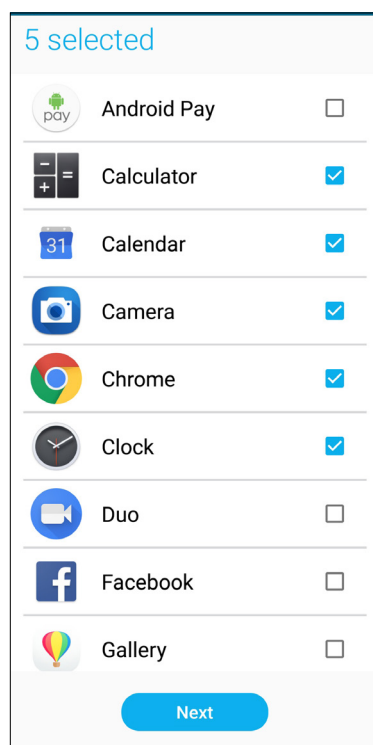 5 selected
pay
Android Pay
Calculator
31
Calendar
Camera
Chrome
Clock
Duo
f
Facebook
Gallery
Next